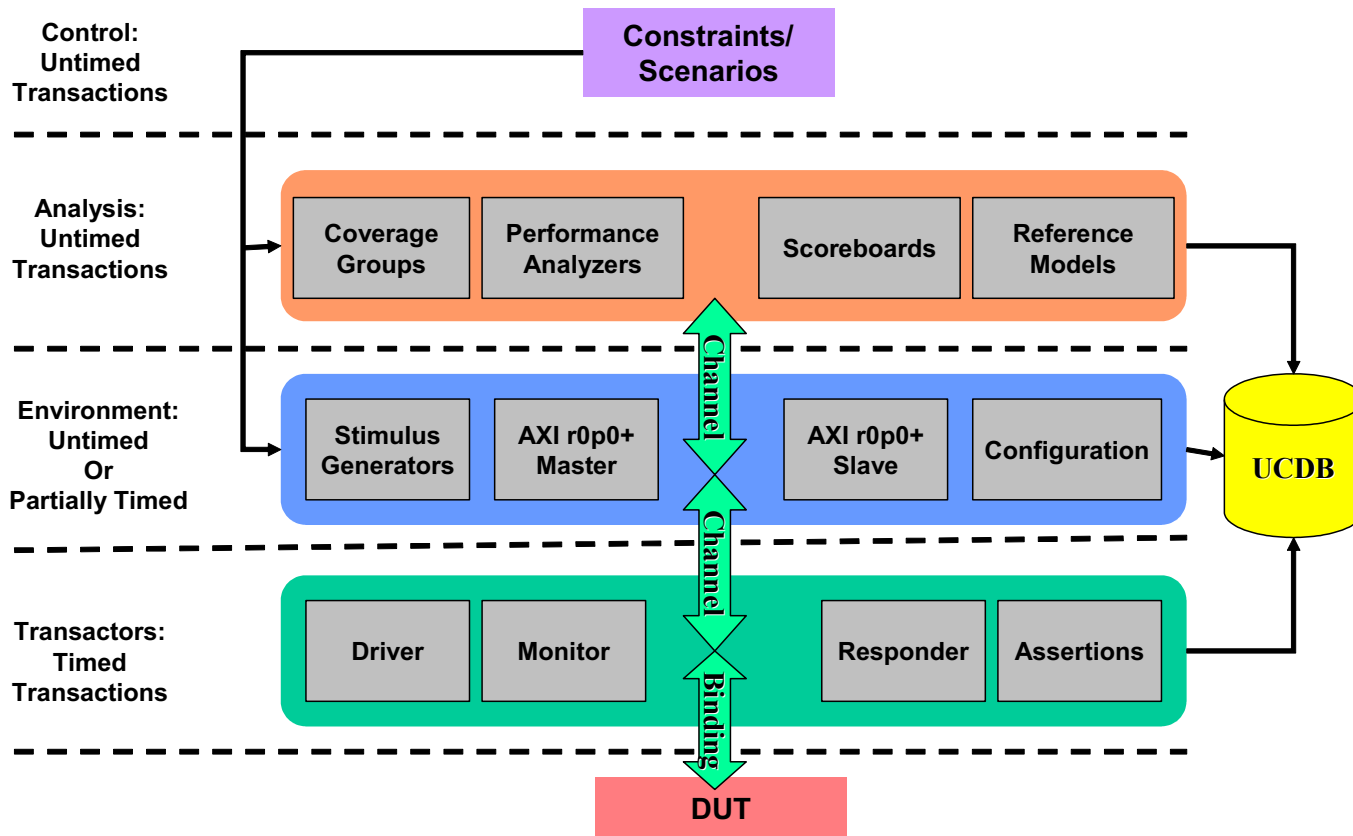 Control:
Untimed
Transactions
Constraints/
Scenarios
Analysis:
Untimed
Transactions
Coverage
Groups
Performance
Analyzers
Scoreboards
Reference
Models
Channel
Environment:
Untimed
Or
Partially Timed
Stimulus
Generators
AXI r0p0+
Master
AXI r0p0+
Slave
Configuration
UCDB
Channel
Transactors:
Timed
Transactions
Driver
Monitor
Responder
Assertions
Binding
DUT